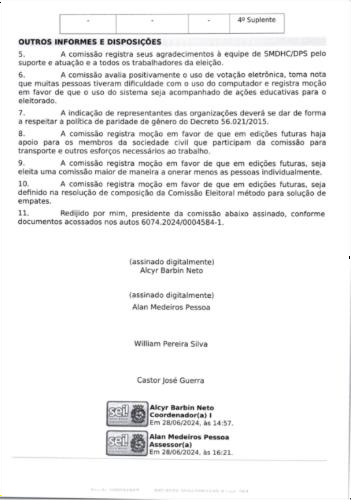 - - - 4º Suplente
OUTROS INFORMES E DISPOSIÇÕES
5. A comissão registra seus agradecimentos à equipe de SMDHC/DPS pelo
suporte e atuação e a todos os trabalhadores da eleição.
6. A comissão avalia positivamente o uso de votação eletrônica, toma nota
que muitas pessoas tiveram dificuldade com o uso do computador e registra moção
em favor de que o uso do sistema seja acompanhado de ações educativas para o
eleitorado.
7. A indicação de representantes das organizações deverá se dar de forma
a respeitar a política de paridade de gênero do Decreto 56.021/2015.
8. A comissão registra moção em favor de que em edições futuras haja
apoio para os membros da sociedade civil que participam da comissão para
transporte e outros esforços necessários ao trabalho.
9. A comissão registra moção em favor de que em edições futuras, seja
eleita uma comissão maior de maneira a onerar menos as pessoas individualmente.
10. A comissão registra moção em favor de que em edições futuras, seja
definido na resolução de composição da Comissão Eleitoral método para solução de
empates.
11. Redijido por mim, presidente da comissão abaixo assinado, conforme
documentos acossados nos autos 6074.2024/0004584-1.
(assinado digitalmente)
Alcyr Barbin Neto
(assinado digitalmente)
Alan Medeiros Pessoa
William Pereira Silva
Castor José Guerra
sei!
Alcyr Barbin Neto
Coordenador(a) I
Em 28/06/2024, às 14:57.
sei!
Alan Medeiros Pessoa
Assessor(a)
Em 28/06/2024, às 16:21.